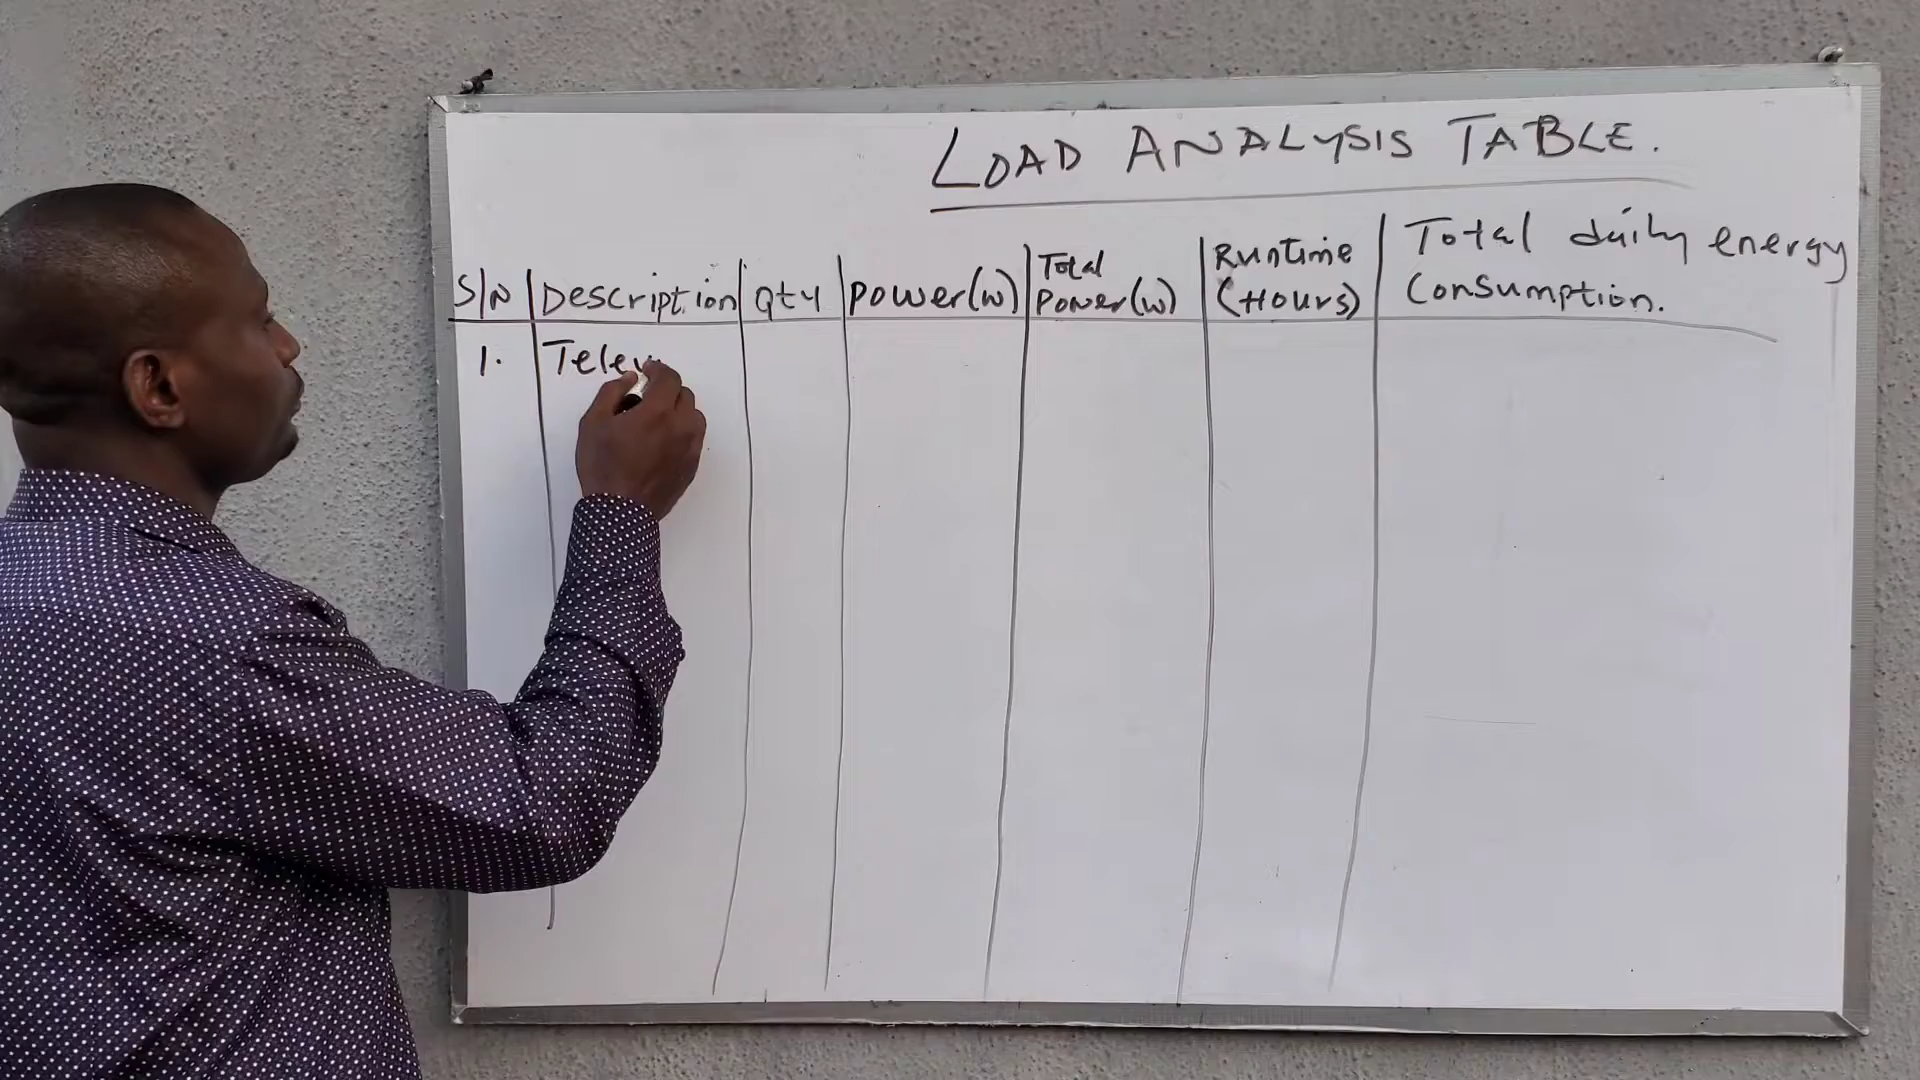 LOAD ANALYSIS TABLE.
S/N Description Qty Power(W) Total Power(W) Runtime (Hours) Total daily energy Consumption.
1. Telev